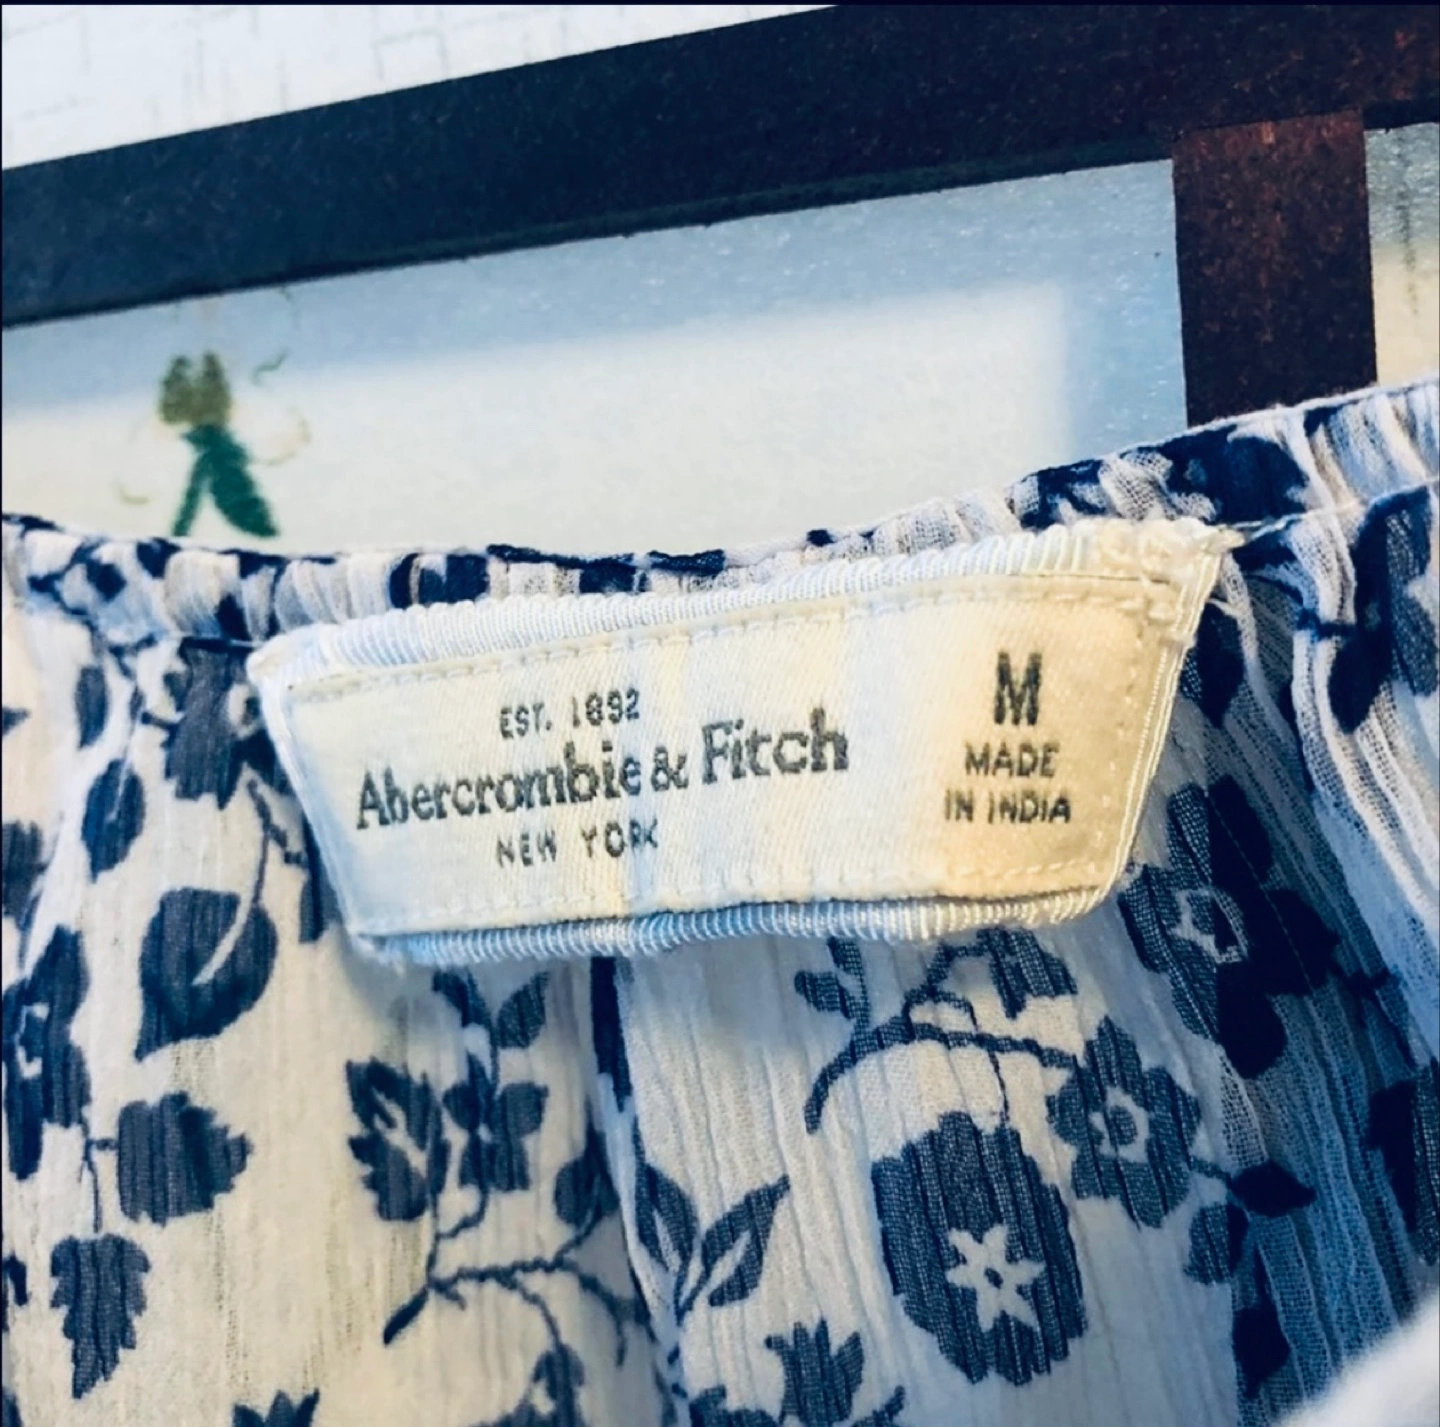 EST. 1892
Abercrombie & Fitch
NEW YORK
M
MADE
IN INDIA